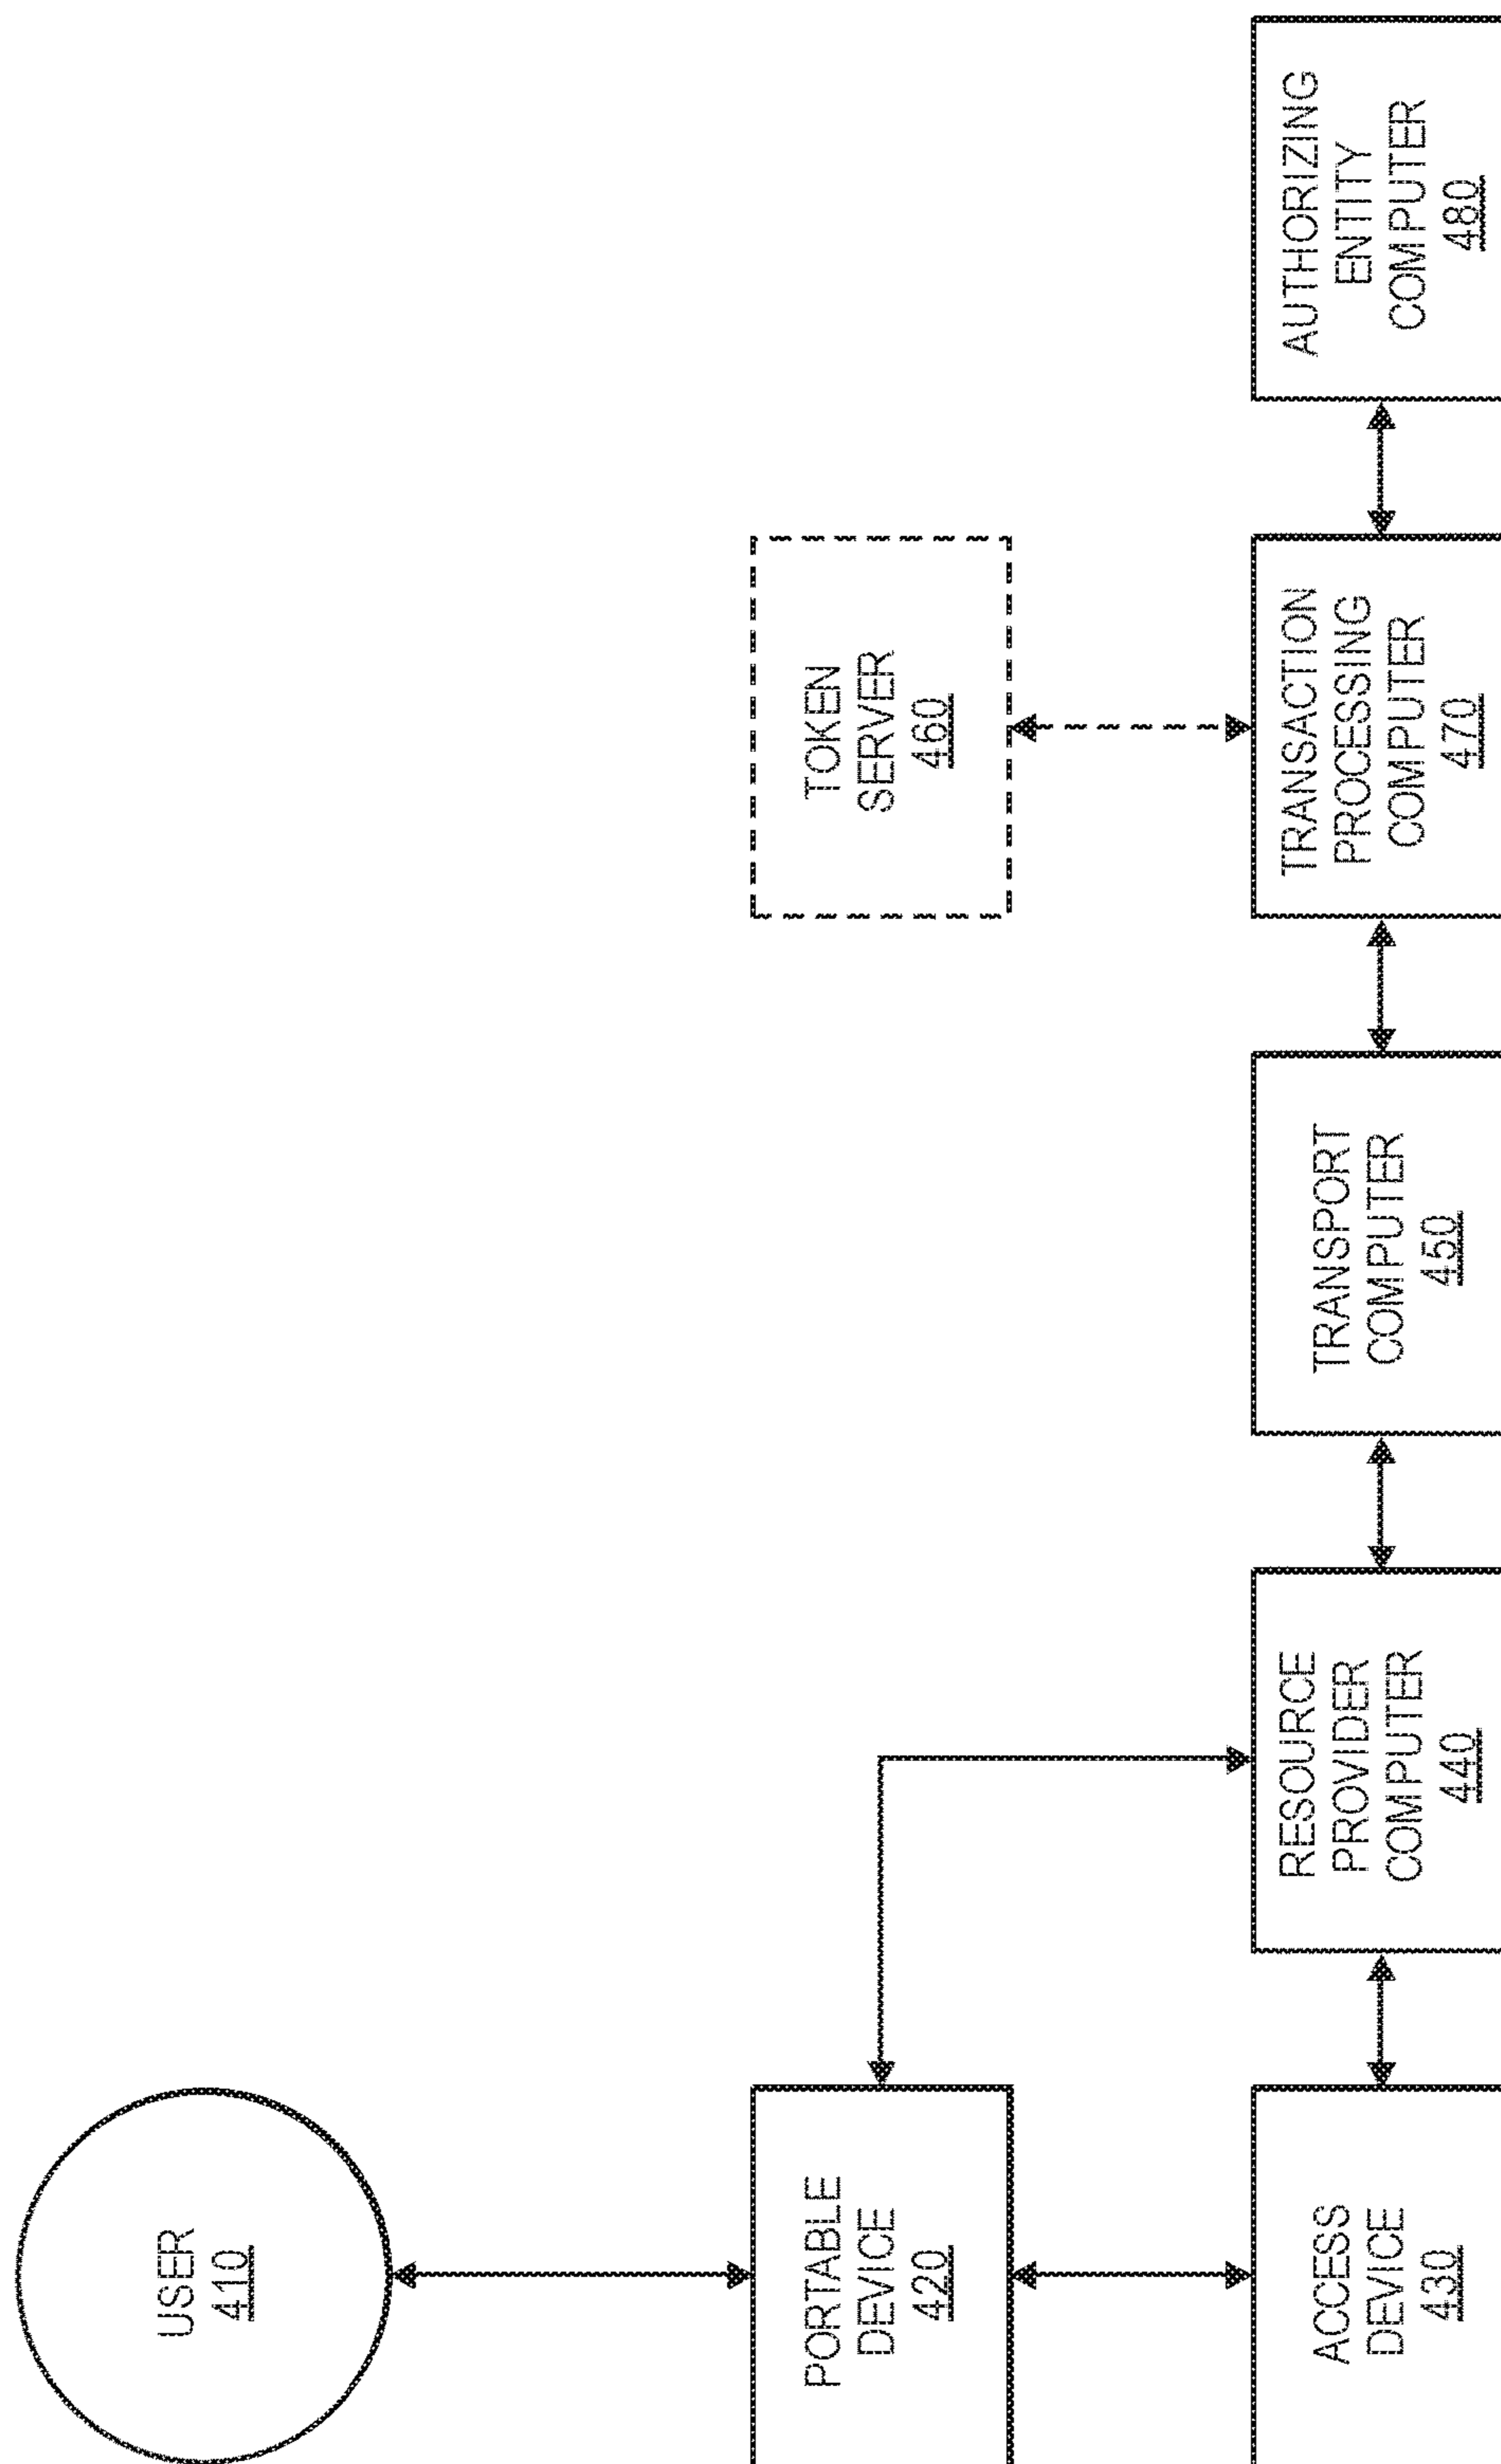 USER
410
PORTABLE
DEVICE
420
ACCESS
DEVICE
430
RESOURCE
PROVIDER
COMPUTER
440
TRANSPORT
COMPUTER
450
TOKEN
SERVER
460
TRANSACTION
PROCESSING
COMPUTER
470
AUTHORIZING
ENTITY
COMPUTER
480